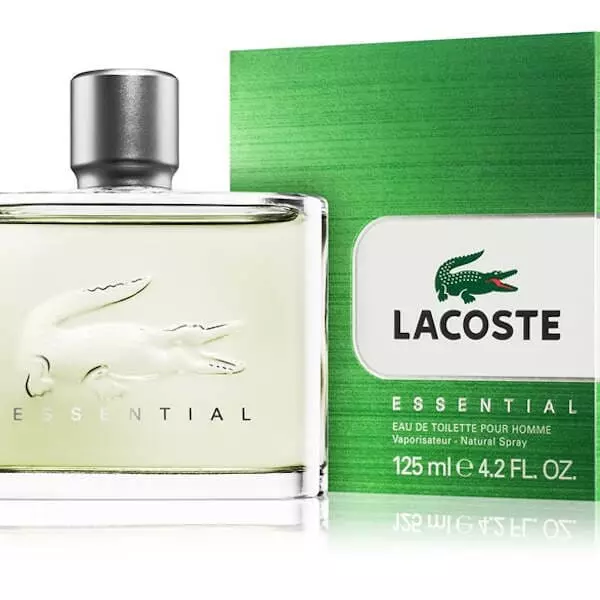 ESSENTIAL
LACOSTE
ESSENTIAL
EAU DE TOILETTE POUR HOMME
Vaporisateur - Natural Spray
125 ml ℮ 4.2 FL. OZ.